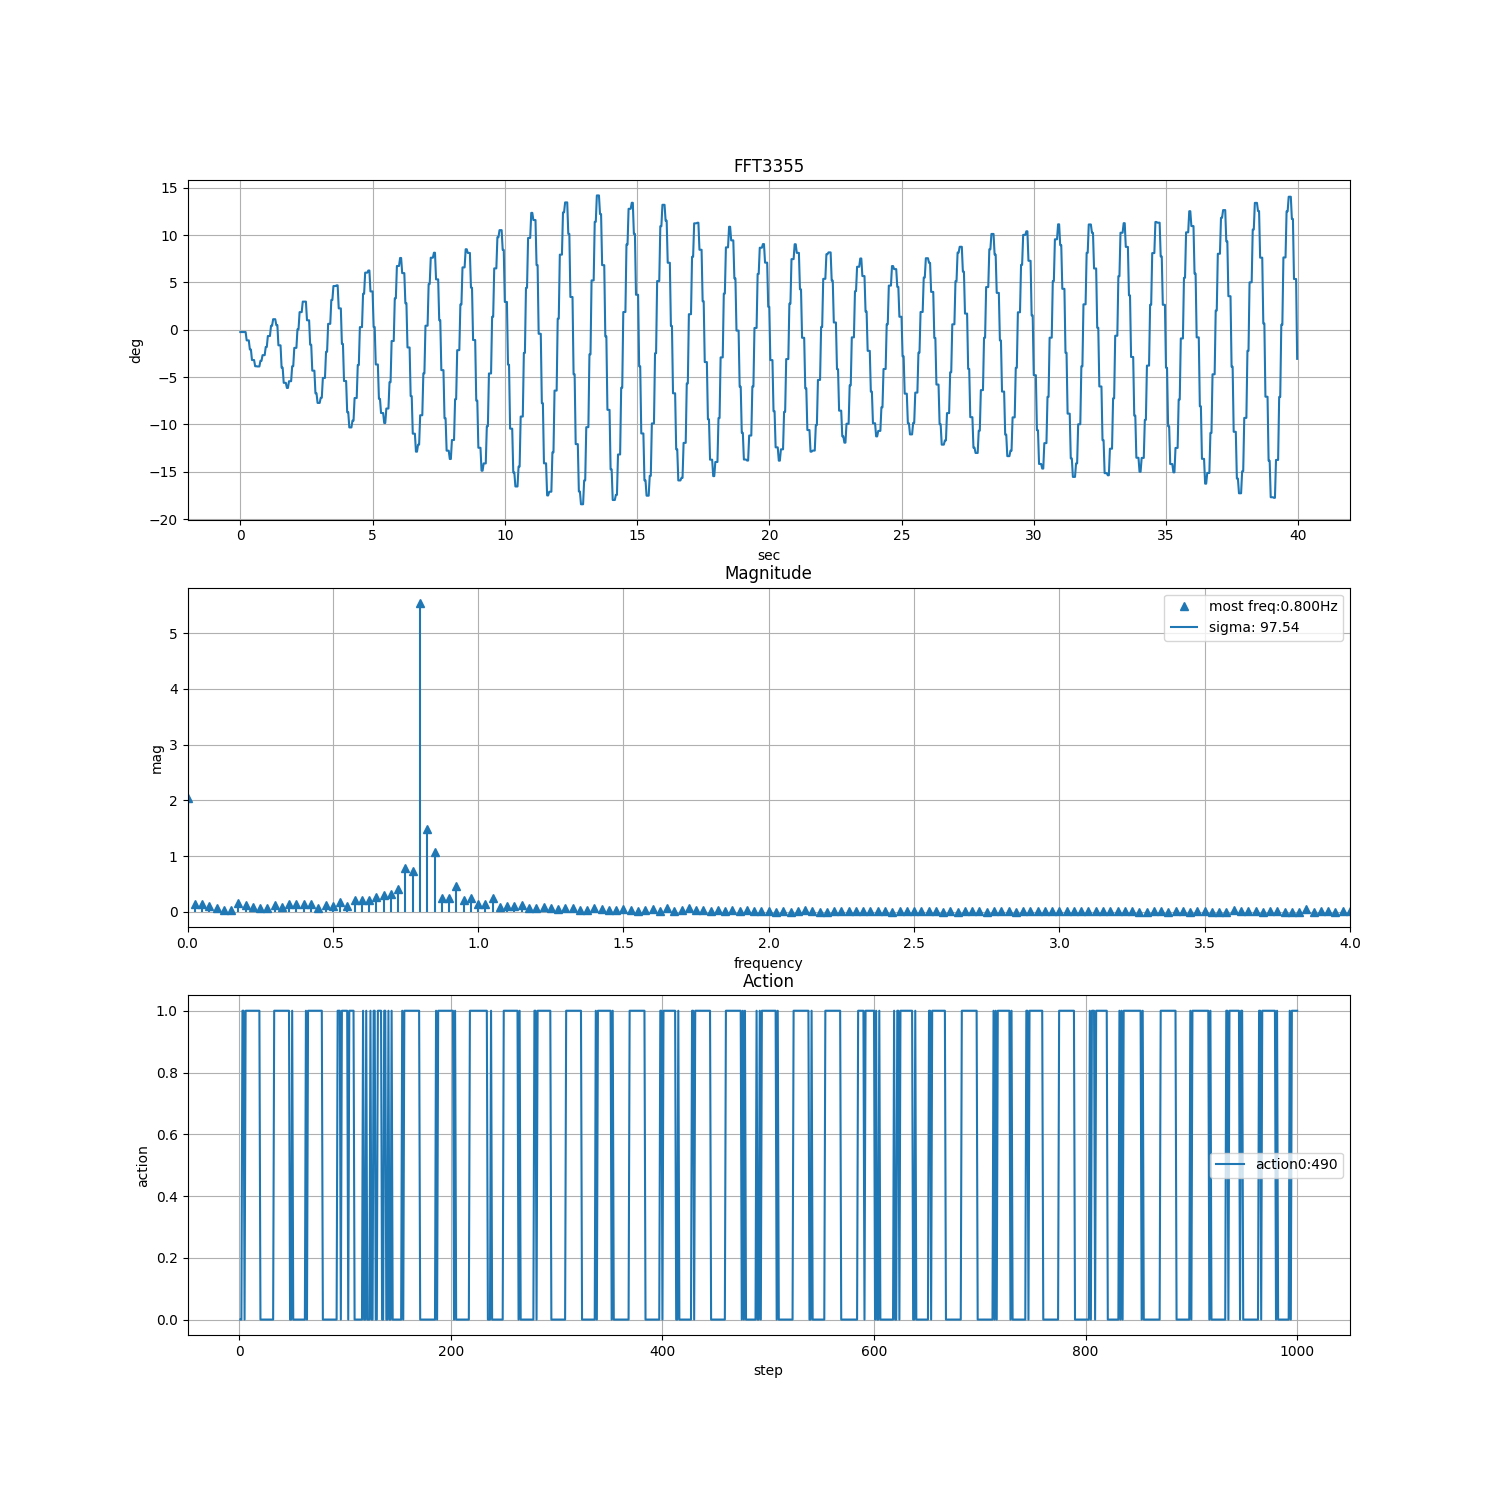 FFT3355
15
10
5
0
−5
−10
−15
−20
deg
0 5 10 15 20 25 30 35 40
sec
Magnitude
most freq:0.800Hz
sigma: 97.54
5
4
3
2
1
0
mag
0.0 0.5 1.0 1.5 2.0 2.5 3.0 3.5 4.0
frequency
Action
1.0
0.8
0.6
0.4
0.2
0.0
action
action0:490
0 200 400 600 800 1000
step